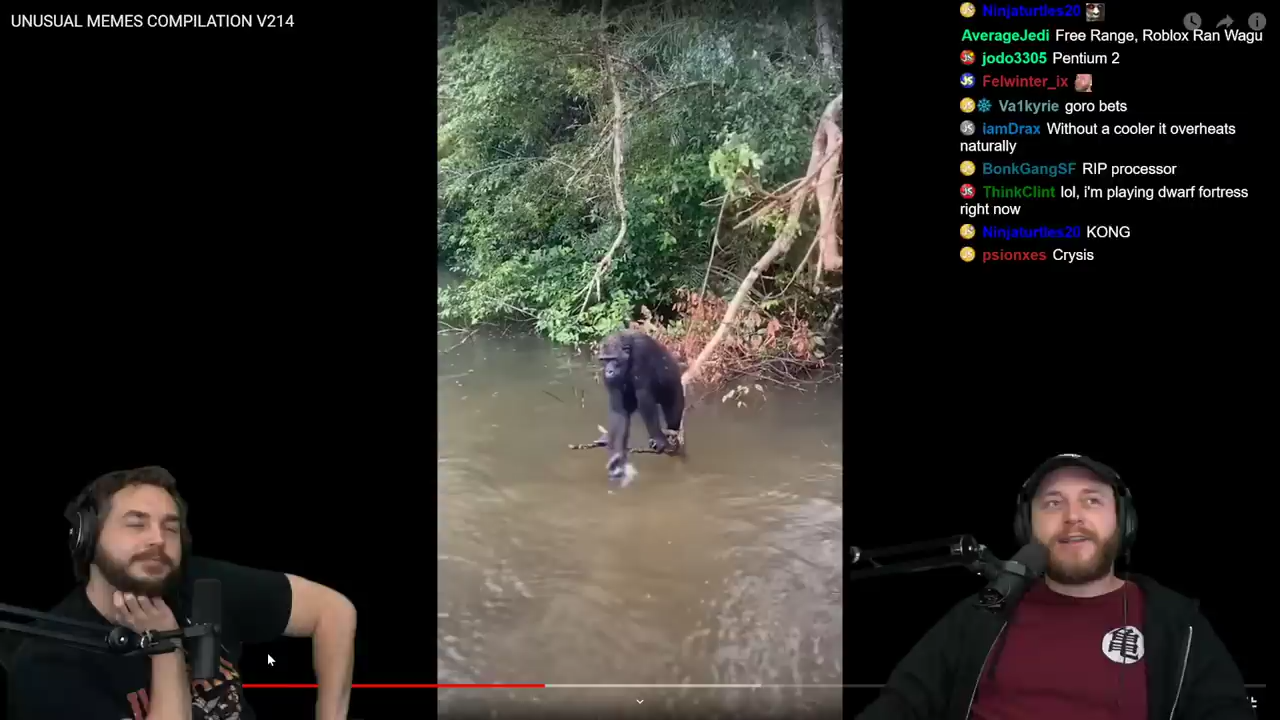 UNUSUAL MEMES COMPILATION V214
Ninjaturtles20
AverageJedi Free Range, Roblox Ran Wagu
jodo3305 Pentium 2
Felwinter_ix
Va1kyrie goro bets
iamDrax Without a cooler it overheats
naturally
BonkGangSF RIP processor
ThinkClint lol, i'm playing dwarf fortress
right now
Ninjaturtles20 KONG
psionxes Crysis
亀